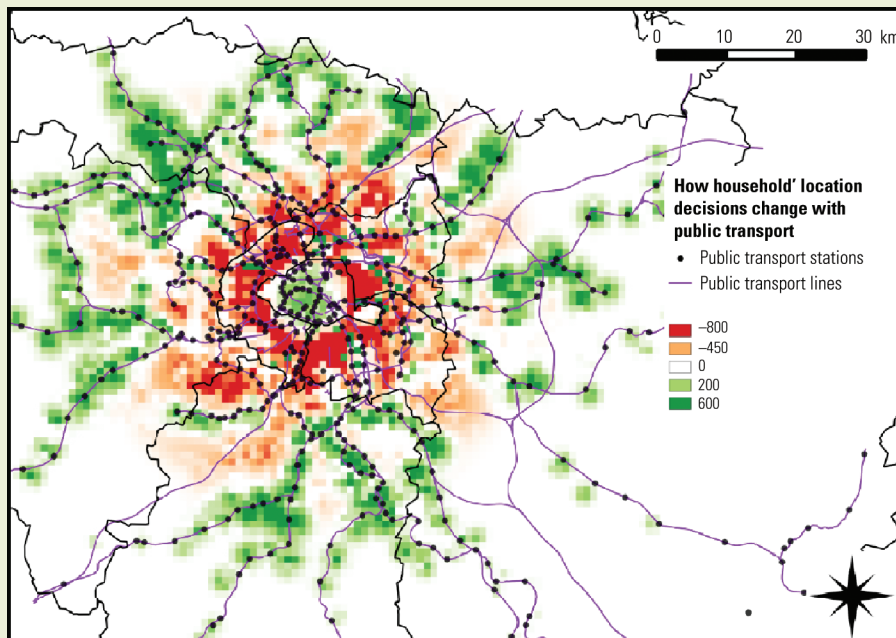 0 10 20 30 km
How household' location
decisions change with
public transport
Public transport stations
Public transport lines
–800
–450
0
200
600